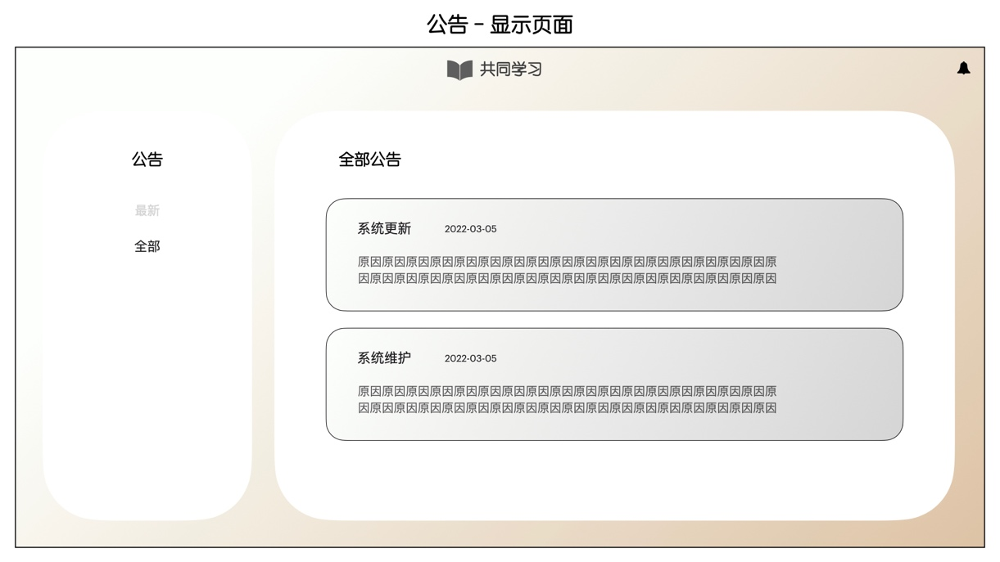 公告 - 显示页面
共同学习
公告
最新
全部
全部公告
系统更新 2022-03-05
原因原因原因原因原因原因原因原因原因原因原因原因原因原因原因原因原因原
因原因原因原因原因原因原因原因原因原因原因原因原因原因原因原因原因原因
系统维护 2022-03-05
原因原因原因原因原因原因原因原因原因原因原因原因原因原因原因原因原因原
因原因原因原因原因原因原因原因原因原因原因原因原因原因原因原因原因原因